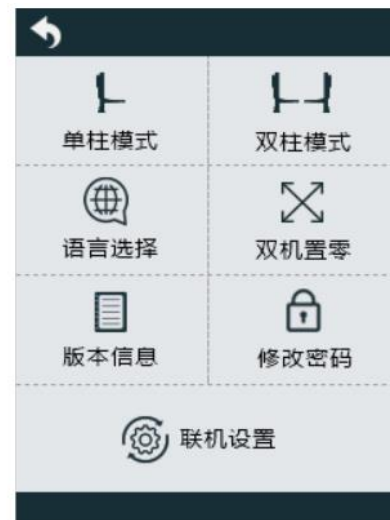 单柱模式
双柱模式
语言选择
双机置零
版本信息
修改密码
联机设置